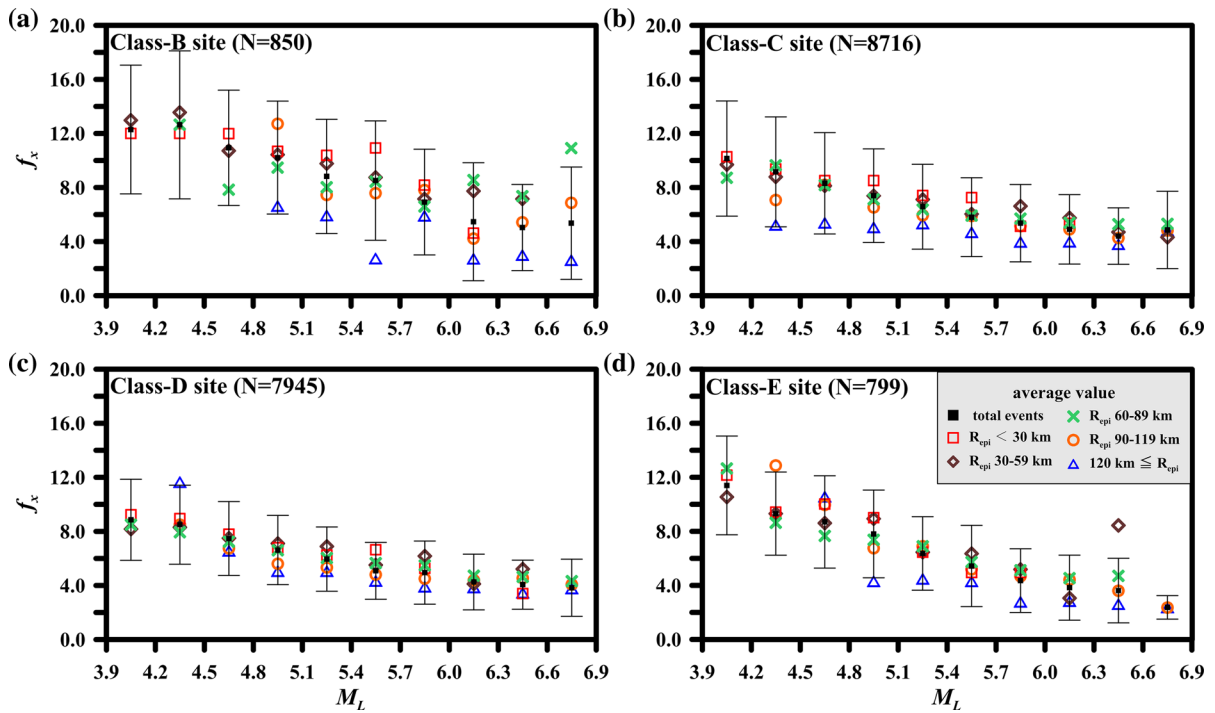 (a)
Class-B site (N=850)
20.0
16.0
12.0
8.0
4.0
0.0
f_x
3.9 4.2 4.5 4.8 5.1 5.4 5.7 6.0 6.3 6.6 6.9
(b)
Class-C site (N=8716)
20.0
16.0
12.0
8.0
4.0
0.0
3.9 4.2 4.5 4.8 5.1 5.4 5.7 6.0 6.3 6.6 6.9
(c)
Class-D site (N=7945)
20.0
16.0
12.0
8.0
4.0
0.0
f_x
3.9 4.2 4.5 4.8 5.1 5.4 5.7 6.0 6.3 6.6 6.9
M_L
(d)
Class-E site (N=799)
20.0
16.0
12.0
8.0
4.0
0.0
average value
total events
R_epi < 30 km
R_epi 30-59 km
R_epi 60-89 km
R_epi 90-119 km
120 km ≦ R_epi
3.9 4.2 4.5 4.8 5.1 5.4 5.7 6.0 6.3 6.6 6.9
M_L